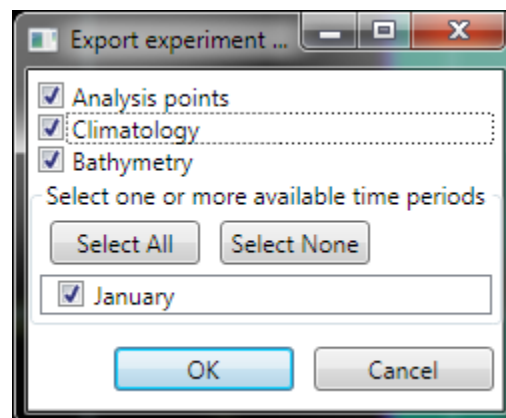 Export experiment ...
Analysis points
Climatology
Bathymetry
Select one or more available time periods
Select All Select None
January
OK Cancel